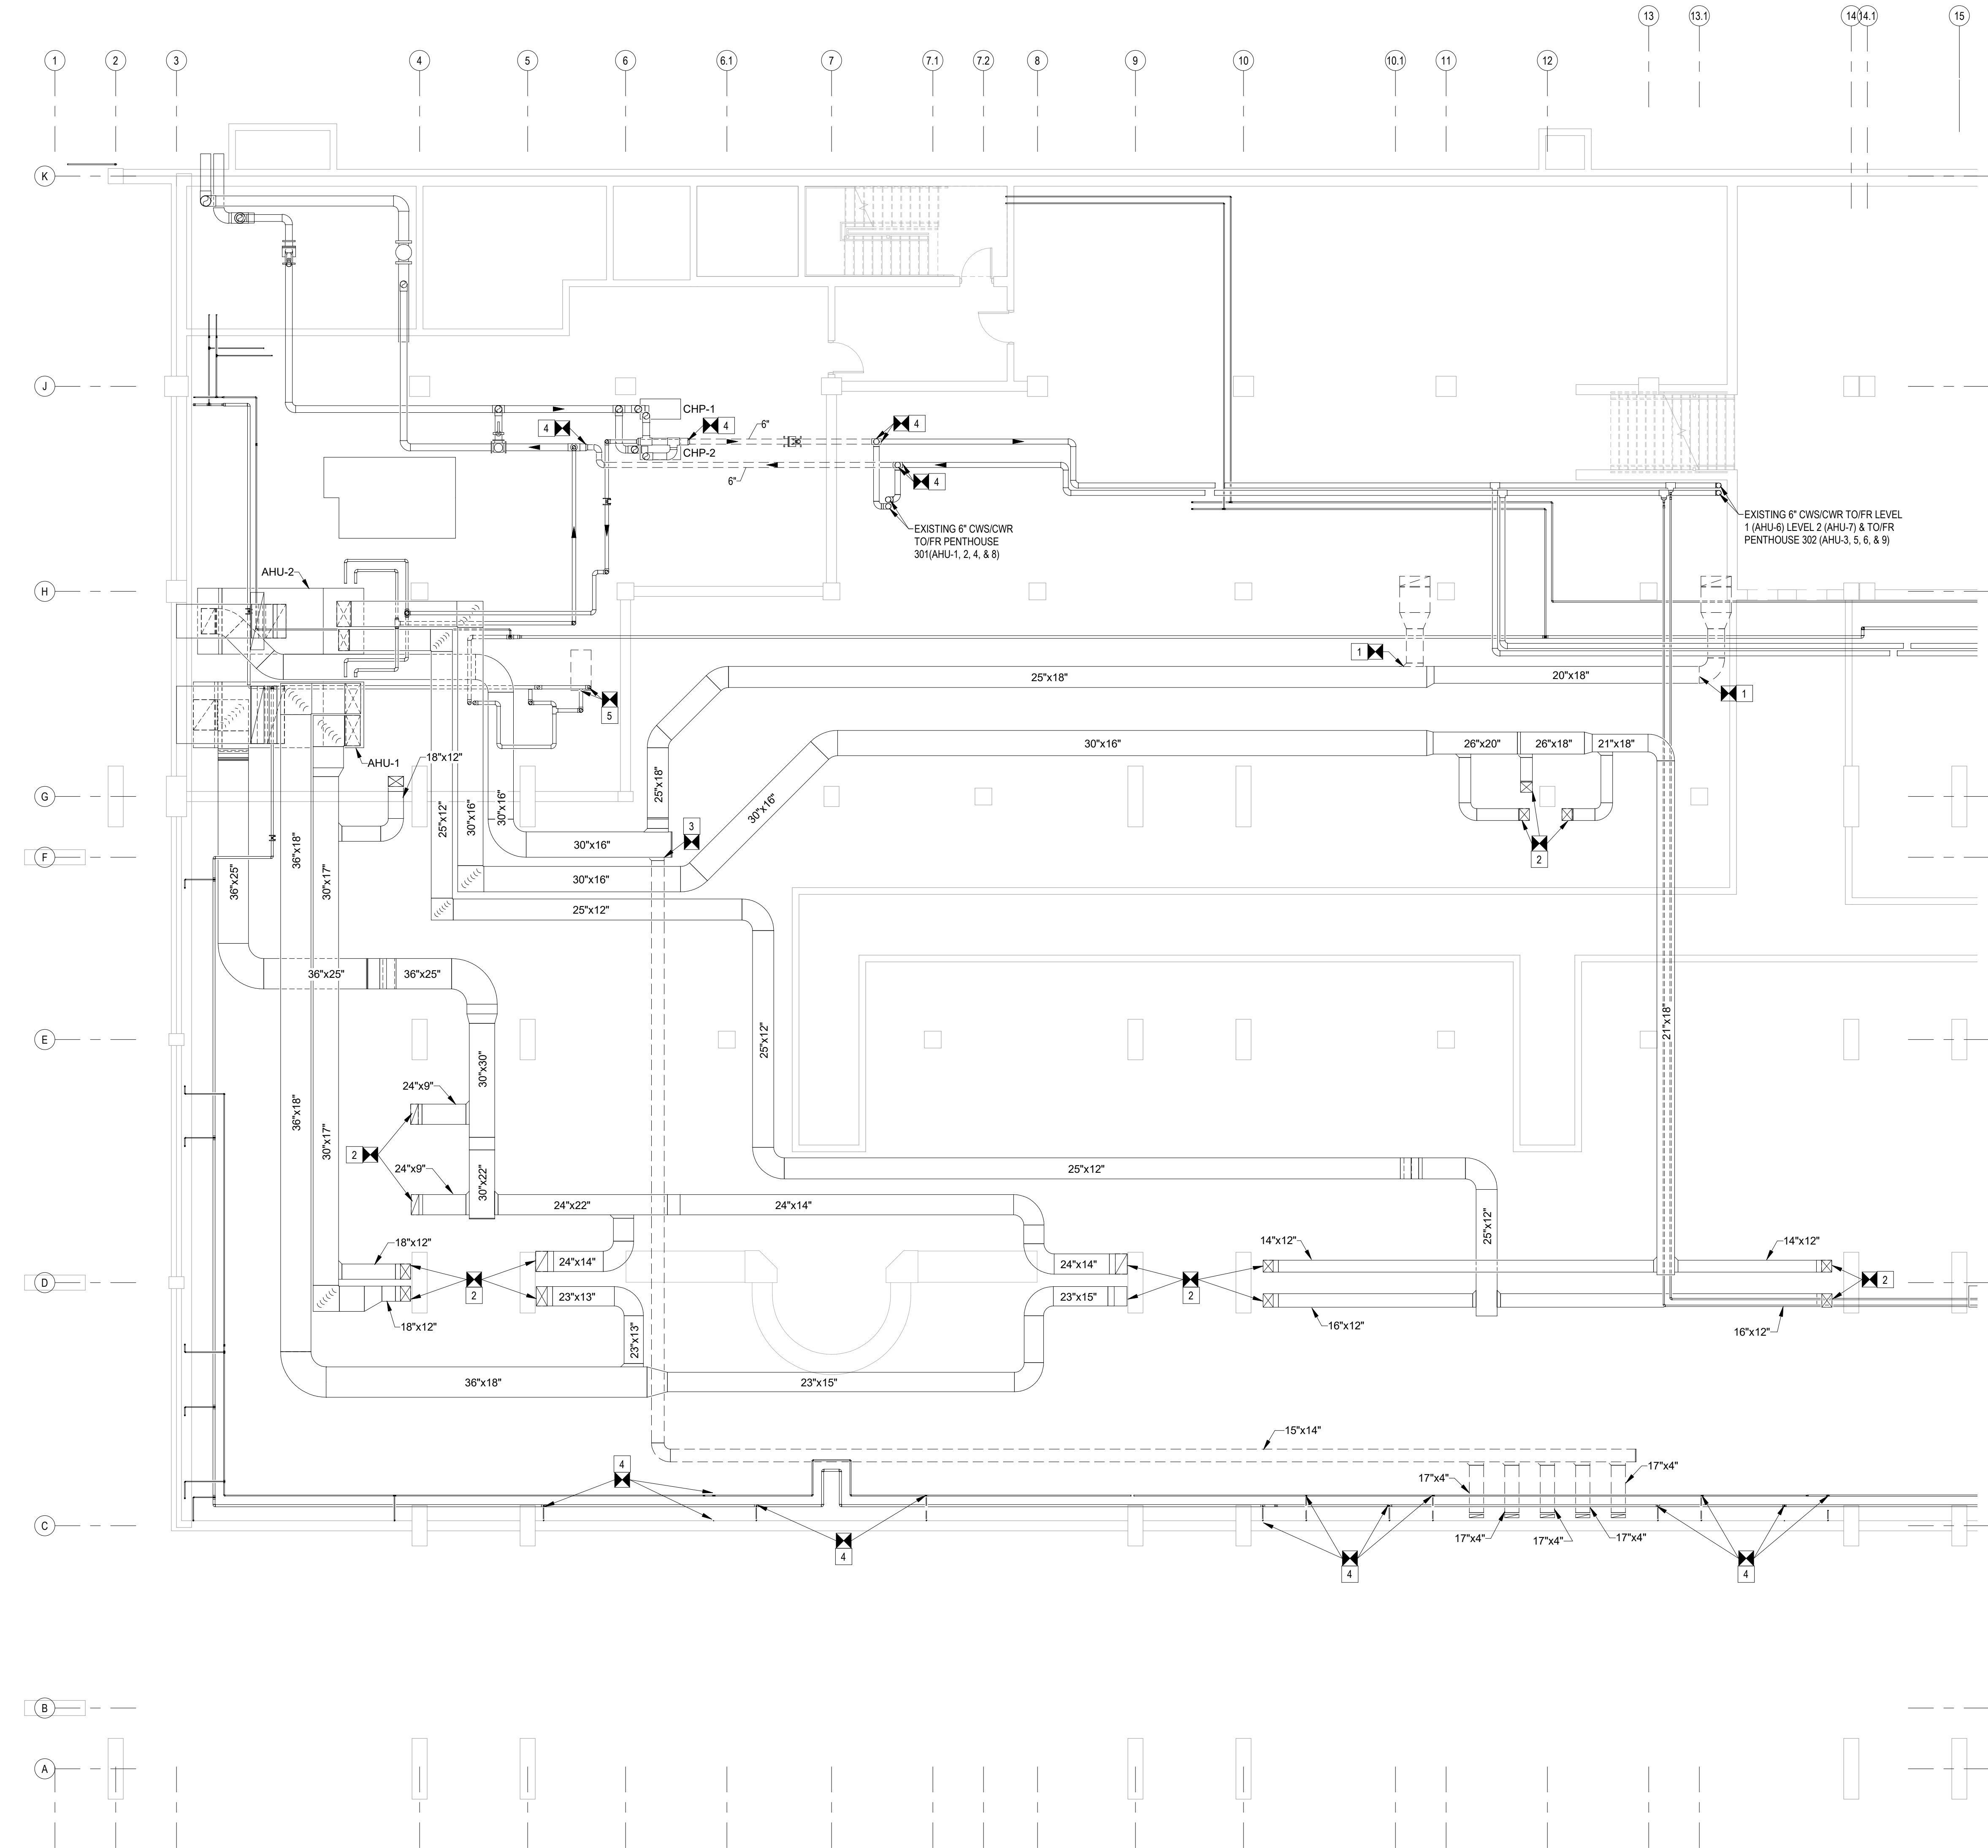 13
13.1
14
14.1
15
1
2
3
4
5
6
6.1
7
7.1
7.2
8
9
10
10.1
11
12
K
J
CHP-1
4
4
6"
4
CHP-2
6"
4
EXISTING 6" CWS/CWR
TO/FR PENTHOUSE
301(AHU-1, 2, 4, & 8)
EXISTING 6" CWS/CWR TO/FR LEVEL
1 (AHU-6) LEVEL 2 (AHU-7) & TO/FR
PENTHOUSE 302 (AHU-3, 5, 6, & 9)
AHU-2
H
1
25"x18"
20"x18"
1
5
30"x16"
26"x20"
26"x18"
21"x18"
AHU-1
18"x12"
25"x18"
G
25"x12"
30"x16"
30"x16"
30"x16"
3
30"x16"
2
F
36"x25"
36"x18"
30"x17"
30"x16"
25"x12"
36"x25"
36"x25"
25"x12"
21"x18"
E
30"x30"
24"x9"
36"x18"
30"x17"
2
24"x9"
30"x22"
25"x12"
24"x22"
24"x14"
25"x12"
18"x12"
14"x12"
14"x12"
24"x14"
24"x14"
D
2
2
2
23"x13"
23"x15"
18"x12"
16"x12"
16"x12"
23"x13"
36"x18"
23"x15"
15"x14"
4
17"x4"
17"x4"
C
17"x4"
17"x4"
17"x4"
4
4
4
B
A